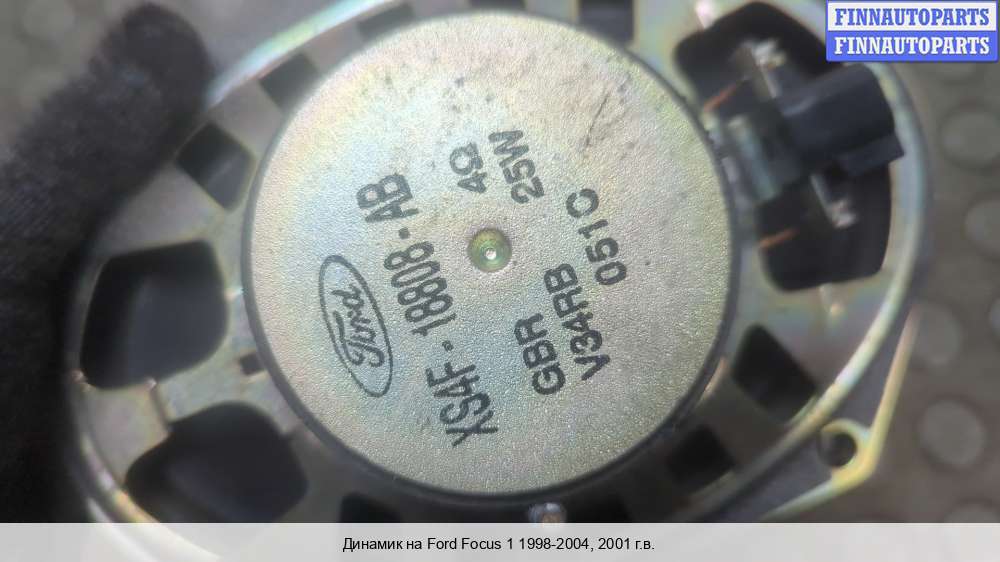 FINNAUTOPARTS
FINNAUTOPARTS
Ford
XS4F-18808-AB
4Ω
25W
GBR
V34RB
051C
Динамик на Ford Focus 1 1998-2004, 2001 г.в.